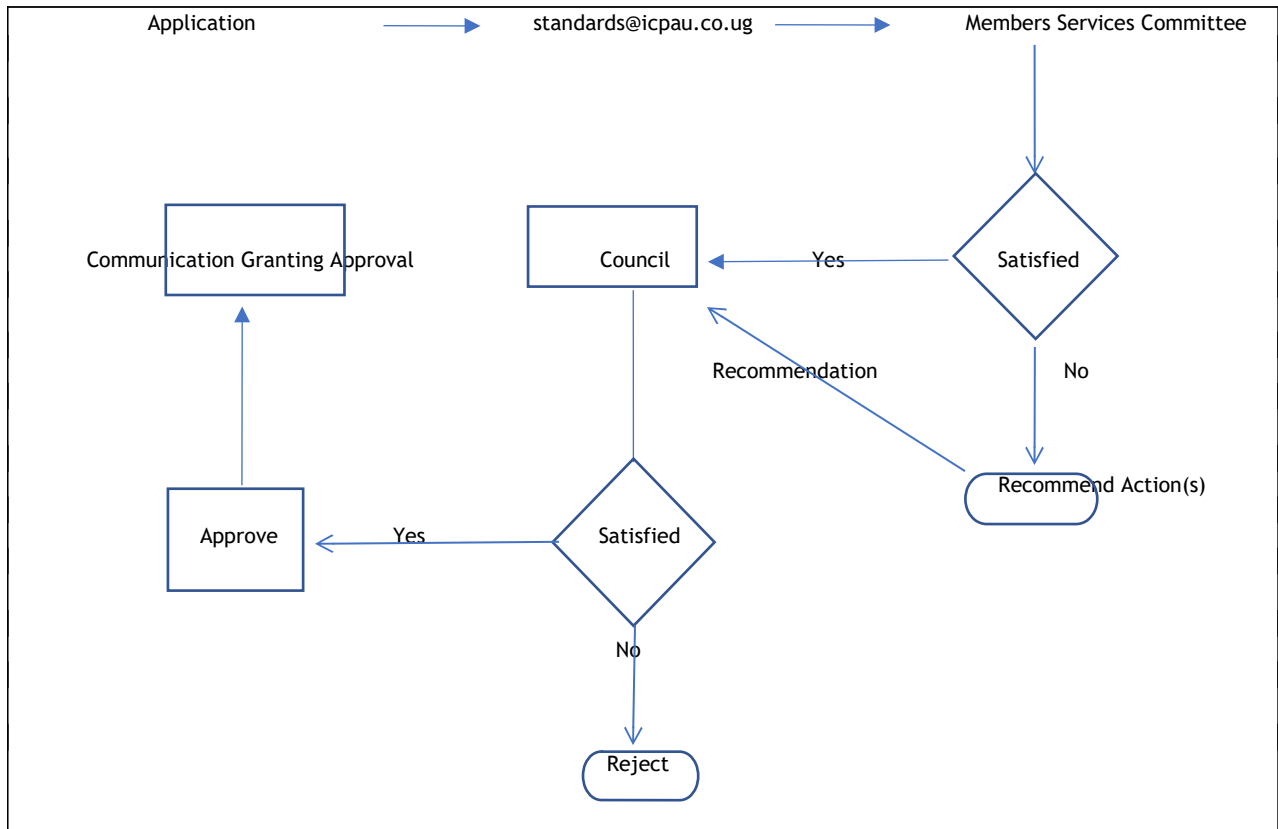 Application
standards@icpau.co.ug
Members Services Committee
Communication Granting Approval
Council
Yes
Satisfied
Recommendation
No
Recommend Action(s)
Approve
Yes
Satisfied
No
Reject